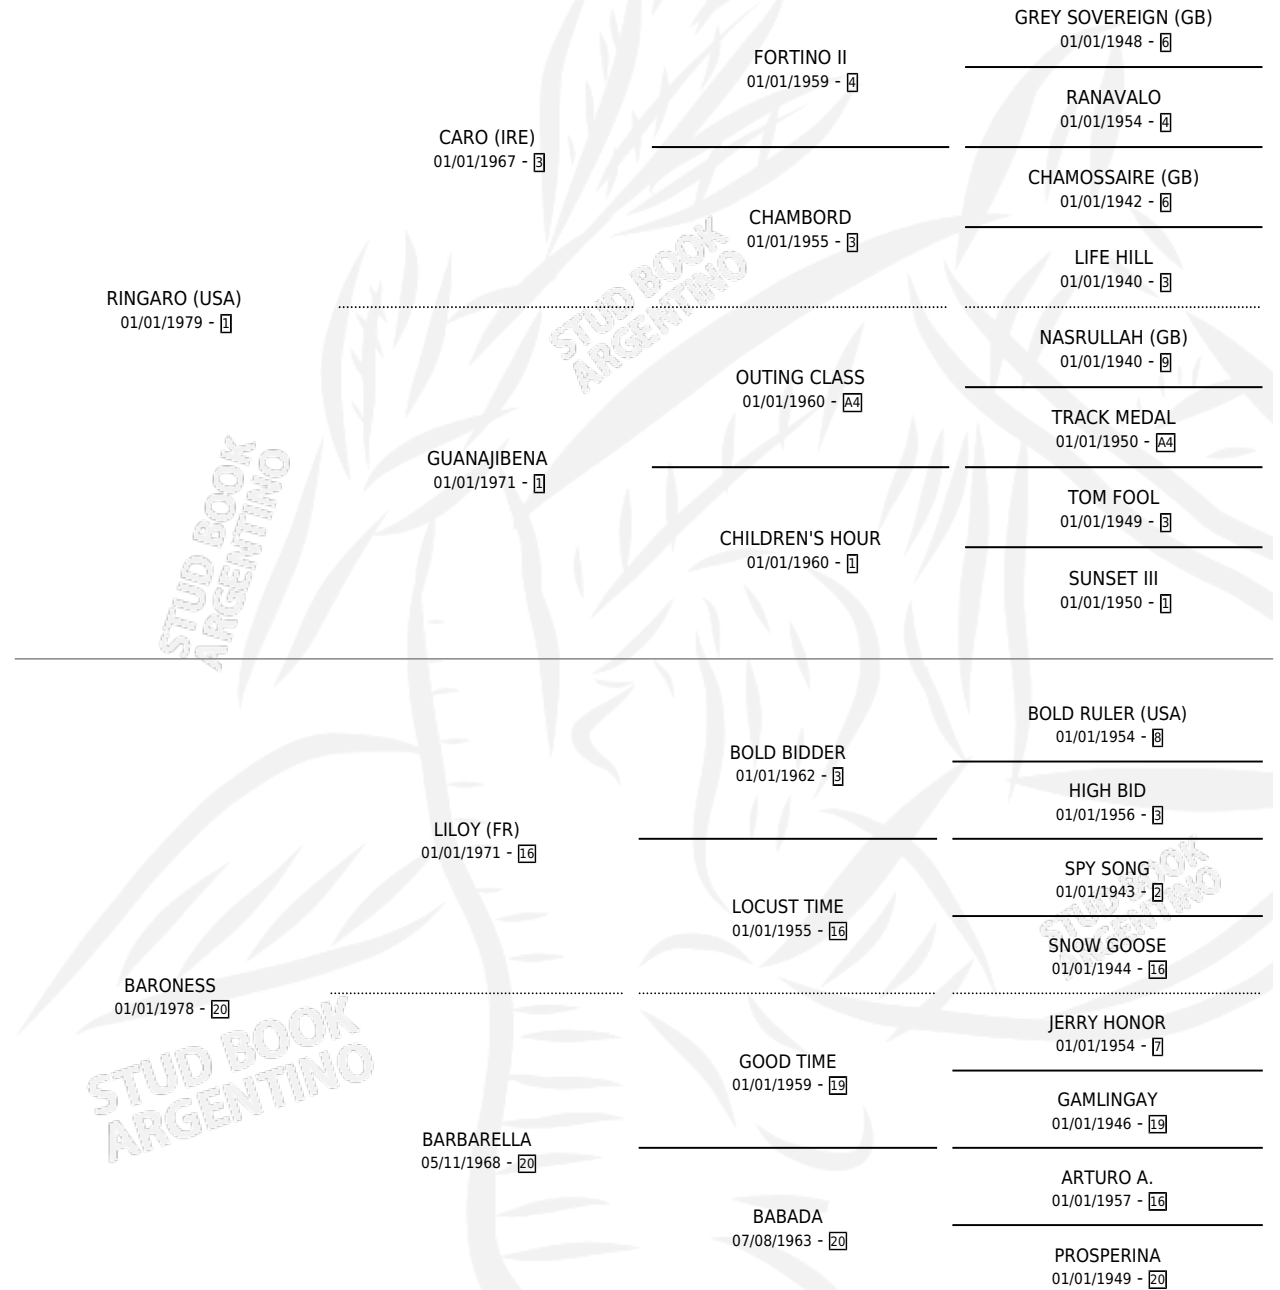 GREY SOVEREIGN (GB)
01/01/1948 - 6
FORTINO II
01/01/1959 - 4
RANAVALO
01/01/1954 - 4
CARO (IRE)
01/01/1967 - 3
CHAMOSSAIRE (GB)
01/01/1942 - 6
CHAMBORD
01/01/1955 - 3
LIFE HILL
01/01/1940 - 3
RINGARO (USA)
01/01/1979 - 1
NASRULLAH (GB)
01/01/1940 - 9
OUTING CLASS
01/01/1960 - A4
TRACK MEDAL
01/01/1950 - A4
GUANAJIBENA
01/01/1971 - 1
TOM FOOL
01/01/1949 - 3
CHILDREN'S HOUR
01/01/1960 - 1
SUNSET III
01/01/1950 - 1
STUD BOOK
ARGENTINO
STUD BOOK
ARGENTINO
BOLD RULER (USA)
01/01/1954 - 8
BOLD BIDDER
01/01/1962 - 3
HIGH BID
01/01/1956 - 3
LILOY (FR)
01/01/1971 - 16
SPY SONG
01/01/1943 - 2
LOCUST TIME
01/01/1955 - 16
SNOW GOOSE
01/01/1944 - 16
BARONESS
01/01/1978 - 20
JERRY HONOR
01/01/1954 - 7
GOOD TIME
01/01/1959 - 19
GAMLINGAY
01/01/1946 - 19
BARBARELLA
05/11/1968 - 20
ARTURO A.
01/01/1957 - 16
BABADA
07/08/1963 - 20
PROSPERINA
01/01/1949 - 20
STUD BOOK
ARGENTINO
STUD BOOK
ARGENTINO